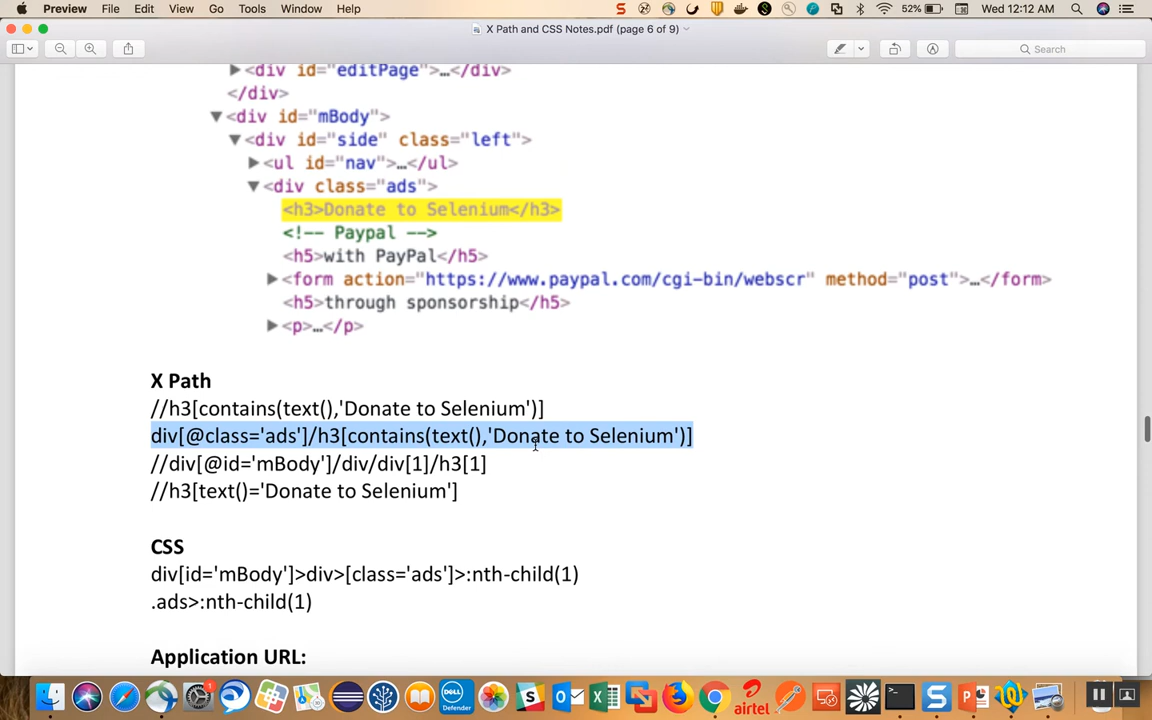 Preview File Edit View Go Tools Window Help 52% Wed 12:12 AM
X Path and CSS Notes.pdf (page 6 of 9)
Search
▶<div id="editPage">…</div>
</div>
▼<div id="mBody">
▼<div id="side" class="left">
▶<ul id="nav">…</ul>
▼<div class="ads">
<h3>Donate to Selenium</h3>
<!-- Paypal -->
<h5>with PayPal</h5>
▶<form action="https://www.paypal.com/cgi-bin/webscr" method="post">…</form>
<h5>through sponsorship</h5>
▶<p>…</p>
X Path
//h3[contains(text(),'Donate to Selenium')]
div[@class='ads']/h3[contains(text(),'Donate to Selenium')]
//div[@id='mBody']/div/div[1]/h3[1]
//h3[text()='Donate to Selenium']
CSS
div[id='mBody']>div>[class='ads']>:nth-child(1)
.ads>:nth-child(1)
Application URL:
DELL
Defender
airtel